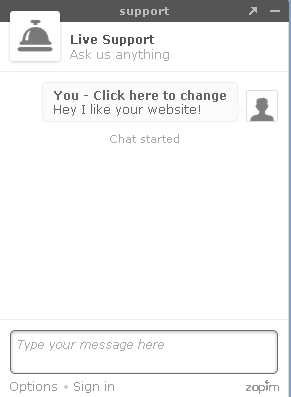 support
Live Support
Ask us anything
You - Click here to change
Hey I like your website!
Chat started
Type your message here
Options • Sign in
zopim